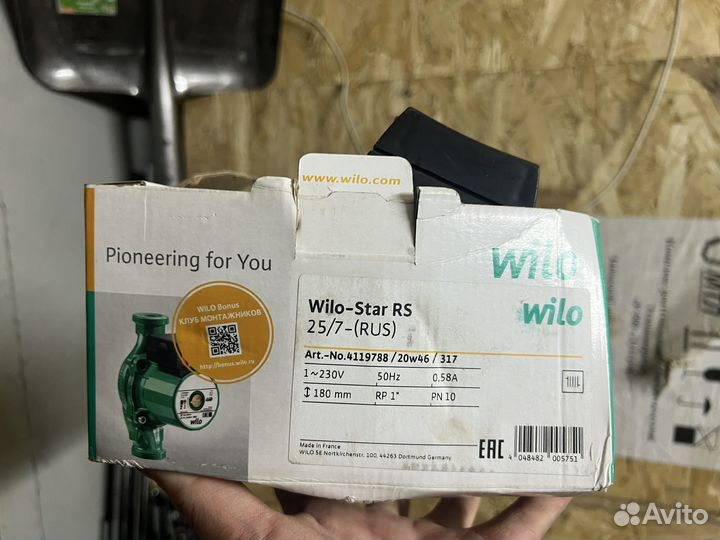 www.wilo.com
Pioneering for You
wilo
wilo
WILO Bonus
КЛУБ МОНТАЖНИКОВ
http://bonus.wilo.ru
wilo
Wilo-Star RS
25/7-(RUS)
Art.-No.4119788 /20w46 / 317
1~230V 50Hz 0,58A
180 mm RP 1" PN 10
Made in France
WILO SE Nortkirchenstr. 100, 44263 Dortmund Germany
EAC
4 048482 005751
Avito